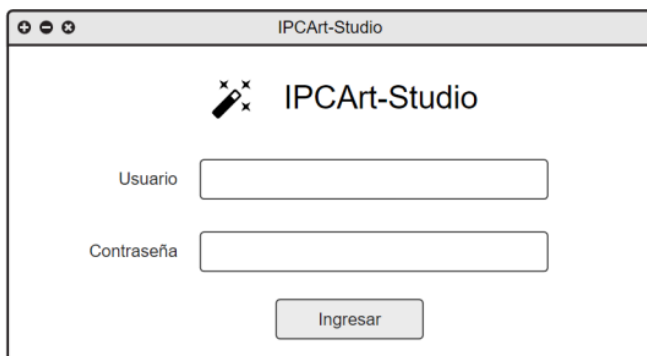 IPCArt-Studio
IPCArt-Studio
Usuario
Contraseña
Ingresar